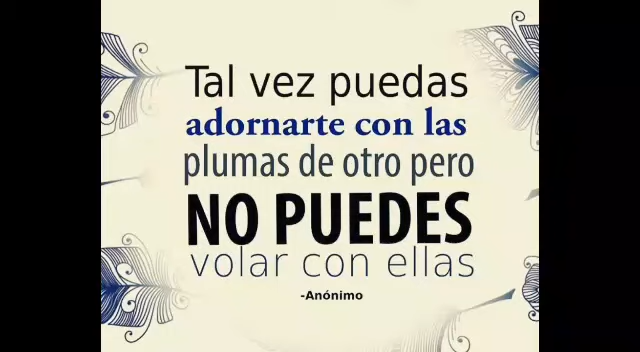 Tal vez puedas
adornarte con las
plumas de otro pero
NO PUEDES
volar con ellas
-Anónimo